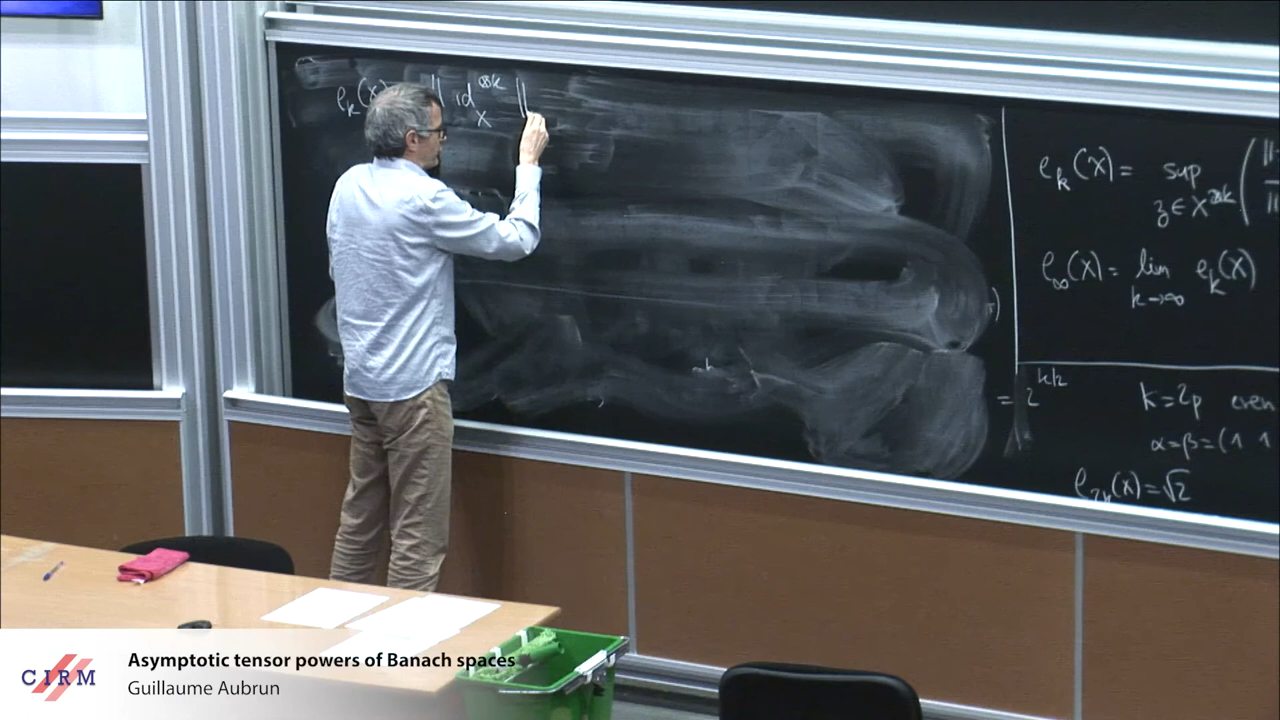 e_k(X) ‖ id_X^{⊗k} ‖
e_k(X) = sup_{z ∈ X^{⊗k}} ( ‖
e_∞(X) = lim_{k→∞} e_k(X)
= 2^{k/2} k=2p even
α=β=(1 1
e_{2k}(X) = √2
CIRM
Asymptotic tensor powers of Banach spaces
Guillaume Aubrun